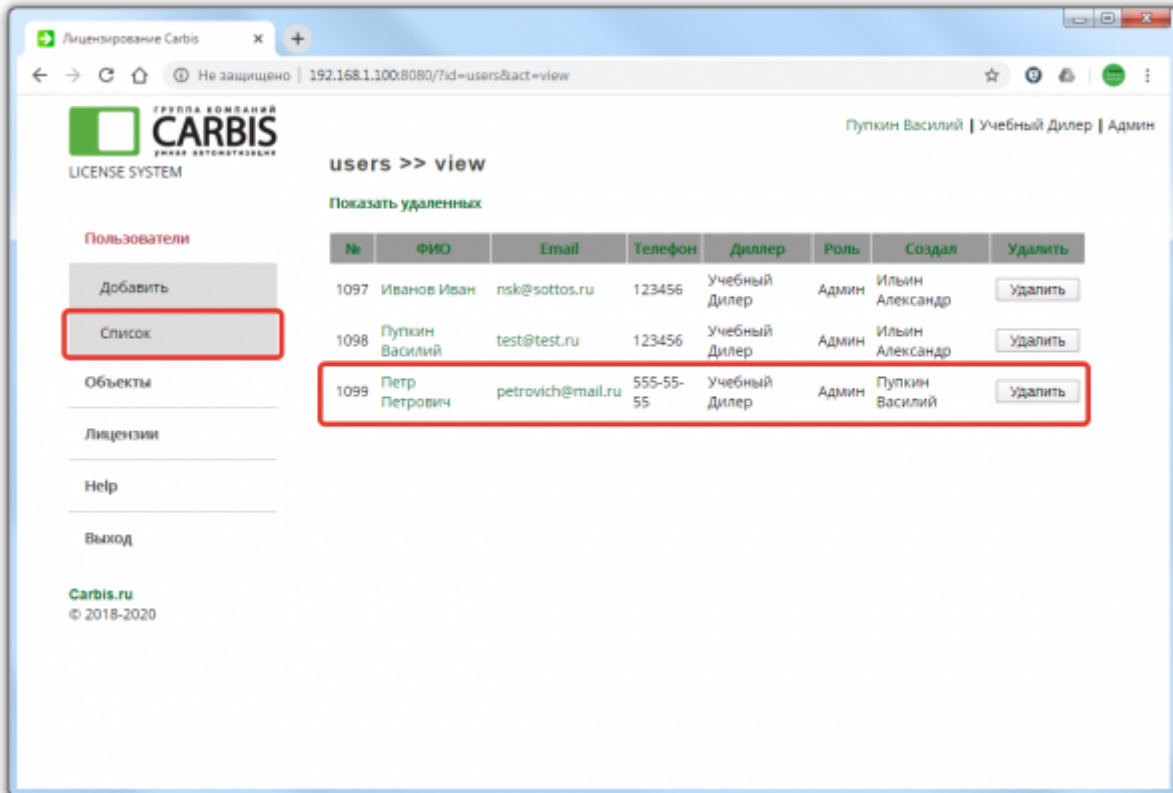 Лицензирование Carbis
Не защищено | 192.168.1.100:8080/?id=users&act=view
ГРУППА КОМПАНИЙ
CARBIS
умная автоматизация
LICENSE SYSTEM
Пупкин Василий | Учебный Дилер | Админ
users >> view
Показать удаленных
Пользователи
Добавить
Список
Объекты
Лицензии
Help
Выход
Carbis.ru
© 2018-2020
№ ФИО Email Телефон Диллер Роль Создал Удалить
1097 Иванов Иван nsk@sottos.ru 123456 Учебный Админ Ильин Удалить
Дилер Александр
1098 Пупкин test@test.ru 123456 Учебный Админ Ильин Удалить
Василий Дилер Александр
1099 Петр petrovich@mail.ru 555-55- Учебный Админ Пупкин Удалить
Петрович 55 Дилер Василий